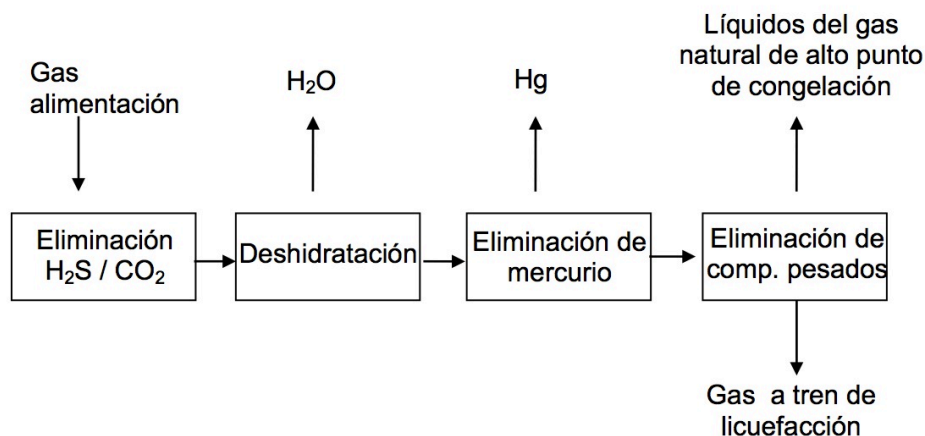 Gas
alimentación
H₂O
Hg
Líquidos del gas
natural de alto punto
de congelación
Eliminación
H₂S / CO₂
Deshidratación
Eliminación de
mercurio
Eliminación de
comp. pesados
Gas a tren de
licuefacción